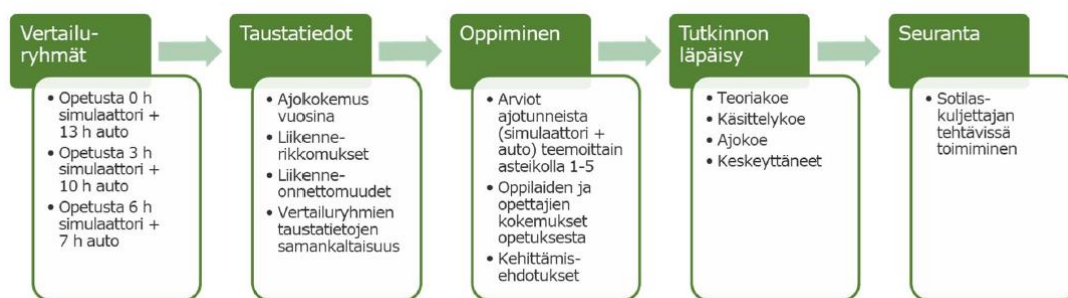 Vertailu-
ryhmät
• Opetusta 0 h
simulaattori +
13 h auto
• Opetusta 3 h
simulaattori +
10 h auto
• Opetusta 6 h
simulaattori +
7 h auto
Taustatiedot
• Ajokokemus
vuosina
• Liikenne-
rikkomukset
• Liikenne-
onnettomuudet
• Vertailuryhmien
taustatietojen
samankaltaisuus
Oppiminen
• Arviot
ajotunneista
(simulaattori +
auto) teemoittain
asteikolla 1-5
• Oppilaiden ja
opettajien
kokemukset
opetuksesta
• Kehittämis-
ehdotukset
Tutkinnon
läpäisy
• Teoriakoe
• Käsittelykoe
• Ajokoe
• Keskeyttäneet
Seuranta
• Sotilas-
kuljettajan
tehtävissä
toimiminen